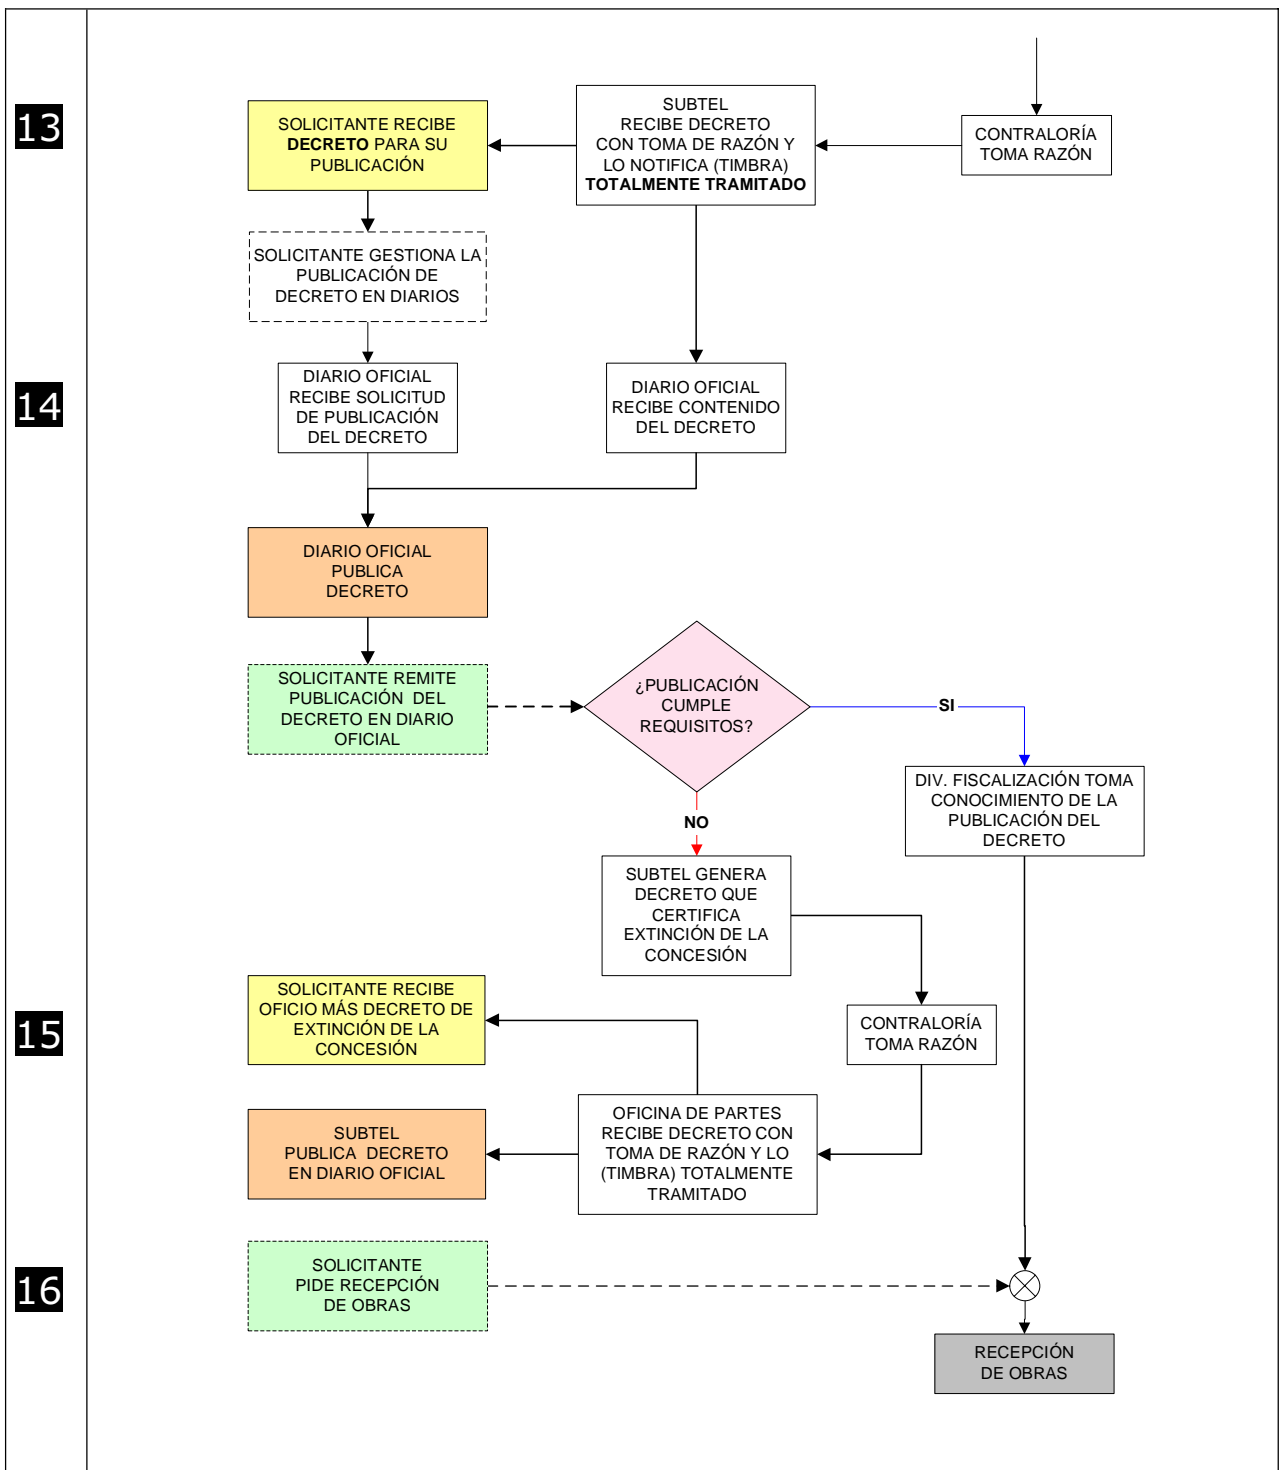 13
SOLICITANTE RECIBE
DECRETO PARA SU
PUBLICACIÓN
SUBTEL
RECIBE DECRETO
CON TOMA DE RAZÓN Y
LO NOTIFICA (TIMBRA)
TOTALMENTE TRAMITADO
CONTRALORÍA
TOMA RAZÓN
SOLICITANTE GESTIONA LA
PUBLICACIÓN DE
DECRETO EN DIARIOS
14
DIARIO OFICIAL
RECIBE SOLICITUD
DE PUBLICACIÓN
DEL DECRETO
DIARIO OFICIAL
RECIBE CONTENIDO
DEL DECRETO
DIARIO OFICIAL
PUBLICA
DECRETO
SOLICITANTE REMITE
PUBLICACIÓN DEL
DECRETO EN DIARIO
OFICIAL
¿PUBLICACIÓN
CUMPLE
REQUISITOS?
SI
DIV. FISCALIZACIÓN TOMA
CONOCIMIENTO DE LA
PUBLICACIÓN DEL
DECRETO
NO
SUBTEL GENERA
DECRETO QUE
CERTIFICA
EXTINCIÓN DE LA
CONCESIÓN
15
SOLICITANTE RECIBE
OFICIO MÁS DECRETO DE
EXTINCIÓN DE LA
CONCESIÓN
CONTRALORÍA
TOMA RAZÓN
SUBTEL
PUBLICA DECRETO
EN DIARIO OFICIAL
OFICINA DE PARTES
RECIBE DECRETO CON
TOMA DE RAZÓN Y LO
(TIMBRA) TOTALMENTE
TRAMITADO
16
SOLICITANTE
PIDE RECEPCIÓN
DE OBRAS
RECEPCIÓN
DE OBRAS